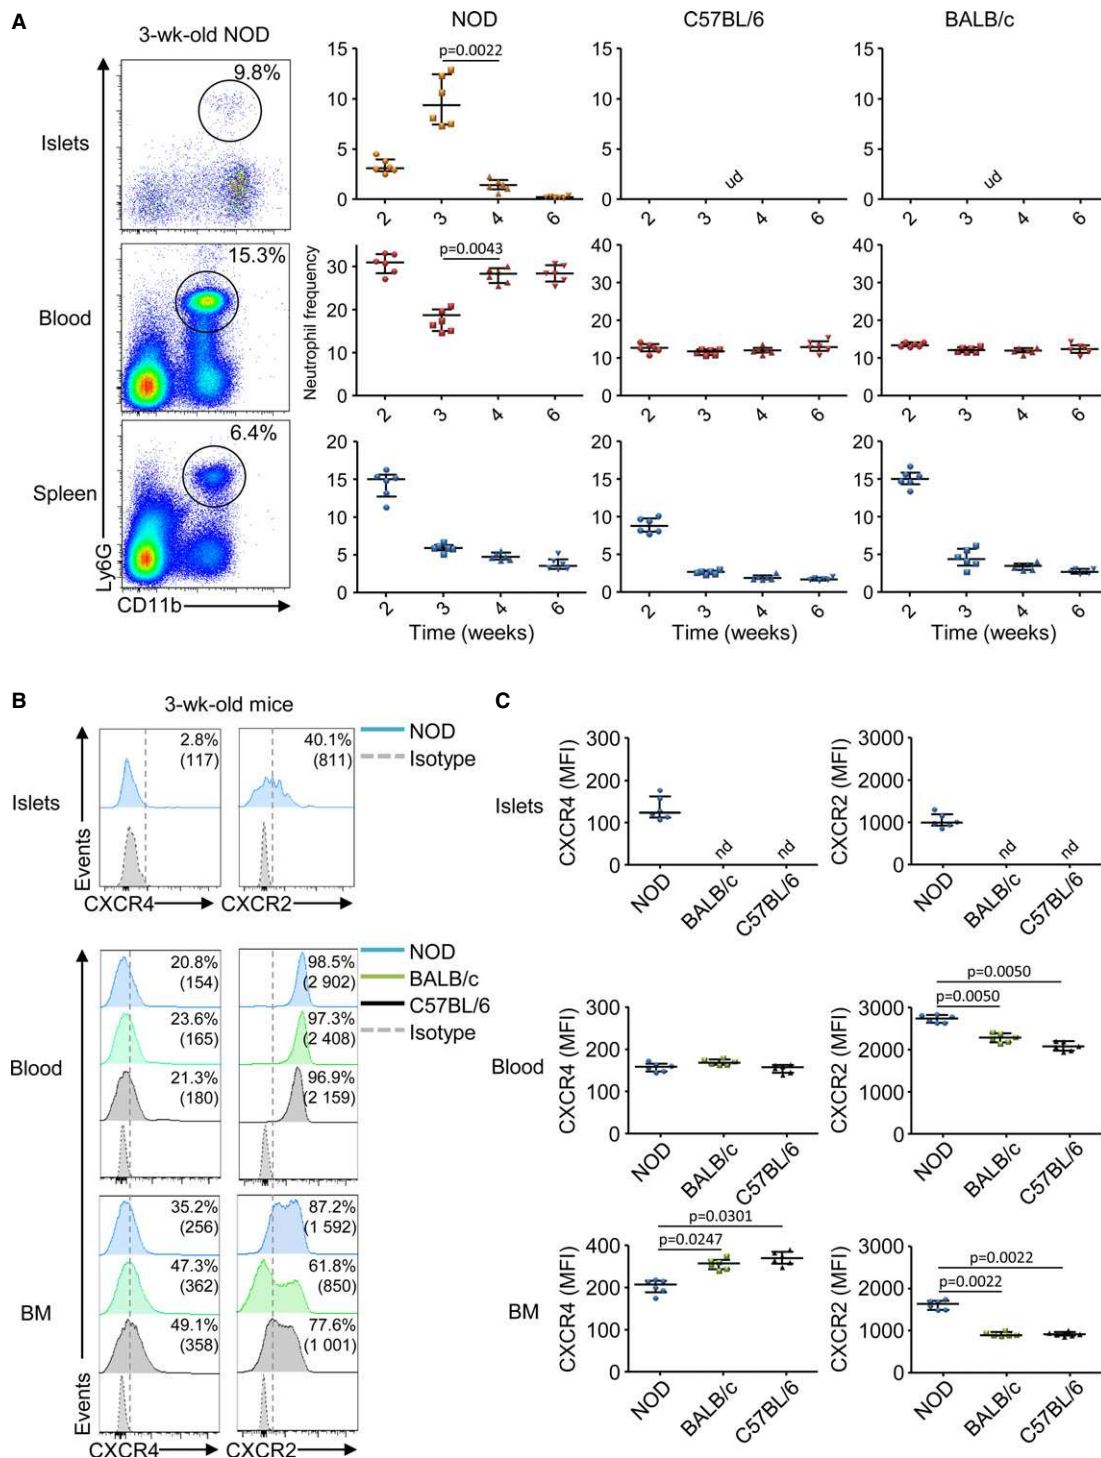 A
3-wk-old NOD
NOD
C57BL/6
BALB/c
Islets
9.8%
15
10
5
0
p=0.0022
2
3
4
6
15
10
5
0
ud
2
3
4
6
15
10
5
0
ud
2
3
4
6
Blood
15.3%
Neutrophil frequency
30
20
10
0
p=0.0043
2
3
4
6
40
30
20
10
0
2
3
4
6
40
30
20
10
0
2
3
4
6
Spleen
6.4%
Ly6G
CD11b
20
15
10
5
0
2
3
4
6
Time (weeks)
20
15
10
5
0
2
3
4
6
Time (weeks)
20
15
10
5
0
2
3
4
6
Time (weeks)
B
3-wk-old mice
NOD
Isotype
Islets
2.8%
(117)
40.1%
(811)
Events
CXCR4
CXCR2
NOD
BALB/c
C57BL/6
Isotype
Blood
20.8%
(154)
98.5%
(2 902)
23.6%
(165)
97.3%
(2 408)
21.3%
(180)
96.9%
(2 159)
BM
35.2%
(256)
87.2%
(1 592)
47.3%
(362)
61.8%
(850)
49.1%
(358)
77.6%
(1 001)
Events
CXCR4
CXCR2
C
Islets
CXCR4 (MFI)
300
200
100
0
nd
nd
NOD
BALB/c
C57BL/6
CXCR2 (MFI)
3000
2000
1000
0
nd
nd
NOD
BALB/c
C57BL/6
Blood
CXCR4 (MFI)
300
200
100
0
NOD
BALB/c
C57BL/6
CXCR2 (MFI)
3000
2000
1000
0
p=0.0050
p=0.0050
NOD
BALB/c
C57BL/6
BM
CXCR4 (MFI)
400
200
0
p=0.0301
p=0.0247
NOD
BALB/c
C57BL/6
CXCR2 (MFI)
3000
2000
1000
0
p=0.0022
p=0.0022
NOD
BALB/c
C57BL/6